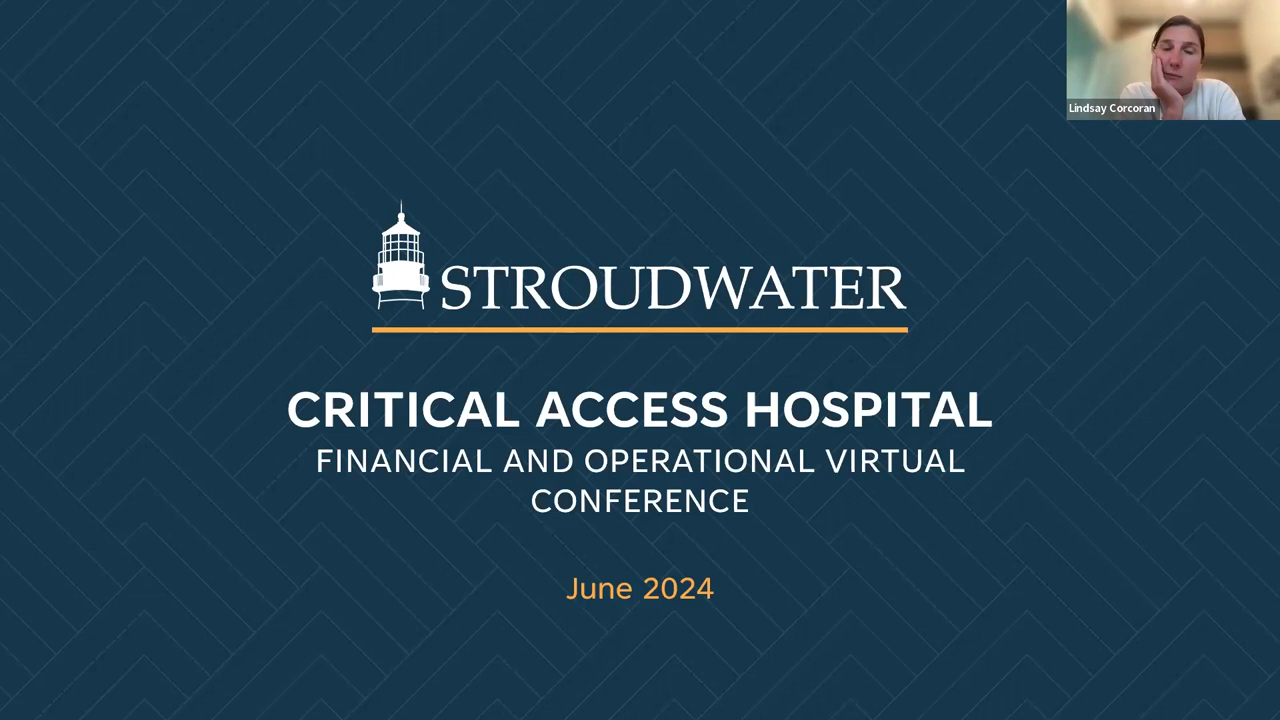 Lindsay Corcoran
STROUDWATER
CRITICAL ACCESS HOSPITAL
FINANCIAL AND OPERATIONAL VIRTUAL
CONFERENCE
June 2024